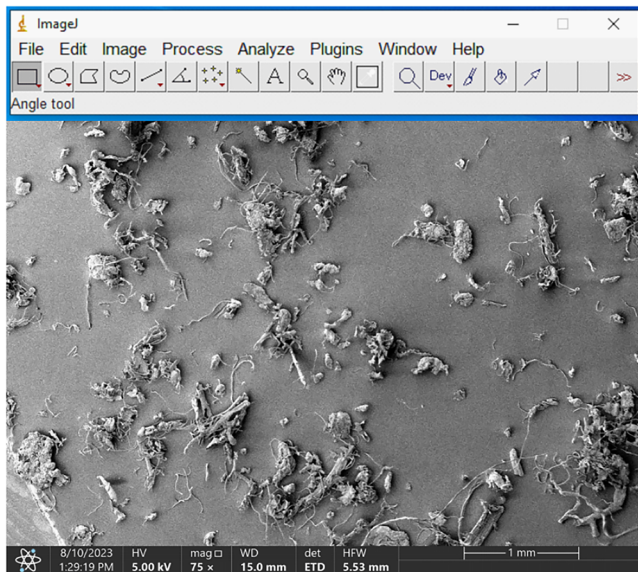 ImageJ
File Edit Image Process Analyze Plugins Window Help
A Dev >>
Angle tool
8/10/2023 HV mag □ WD det HFW 1 mm
1:29:19 PM 5.00 kV 75 × 15.0 mm ETD 5.53 mm